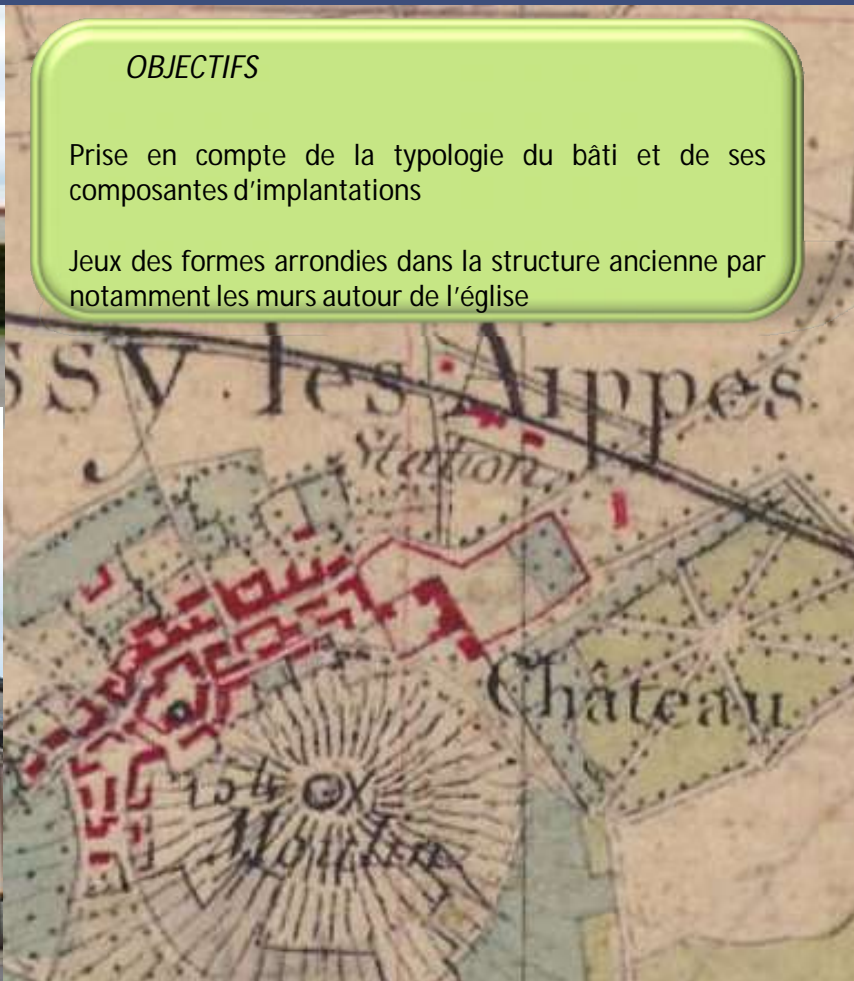 OBJECTIFS
Prise en compte de la typologie du bâti et de ses
composantes d'implantations
Jeux des formes arrondies dans la structure ancienne par
notamment les murs autour de l'église
ssy les Aippes.
Station
Château
154
Moulin